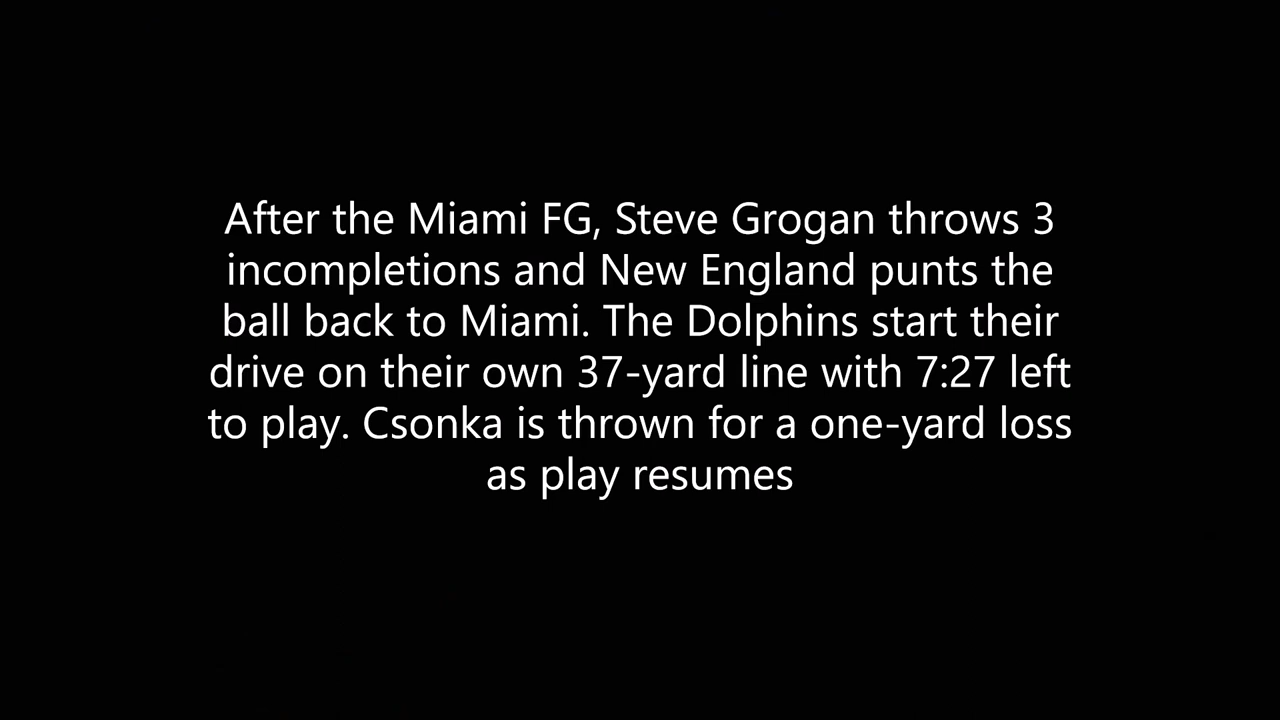 After the Miami FG, Steve Grogan throws 3
incompletions and New England punts the
ball back to Miami. The Dolphins start their
drive on their own 37-yard line with 7:27 left
to play. Csonka is thrown for a one-yard loss
as play resumes